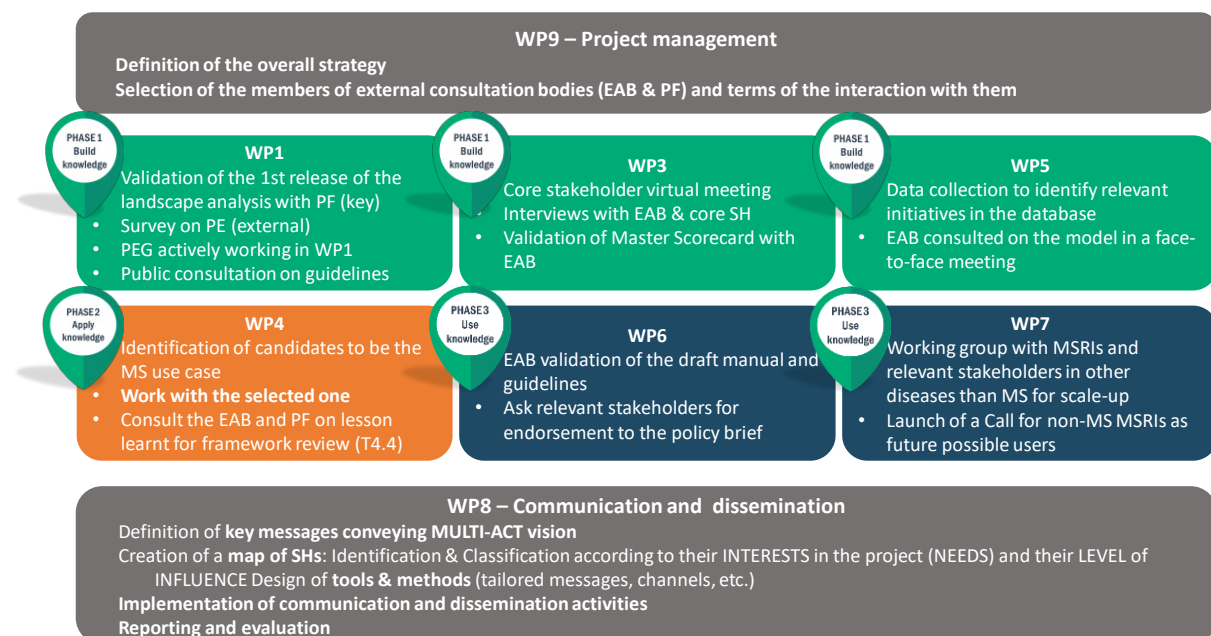 WP9 – Project management
Definition of the overall strategy
Selection of the members of external consultation bodies (EAB & PF) and terms of the interaction with them
PHASE 1
Build
knowledge
WP1
Validation of the 1st release of the
landscape analysis with PF (key)
• Survey on PE (external)
• PEG actively working in WP1
• Public consultation on guidelines
PHASE 1
Build
knowledge
WP3
Core stakeholder virtual meeting
Interviews with EAB & core SH
• Validation of Master Scorecard with
EAB
PHASE 1
Build
knowledge
WP5
Data collection to identify relevant
initiatives in the database
• EAB consulted on the model in a face-
to-face meeting
PHASE 2
Apply
knowledge
WP4
Identification of candidates to be the
MS use case
• Work with the selected one
• Consult the EAB and PF on lesson
learnt for framework review (T4.4)
PHASE 3
Use
knowledge
WP6
EAB validation of the draft manual and
guidelines
• Ask relevant stakeholders for
endorsement to the policy brief
PHASE 3
Use
knowledge
WP7
Working group with MSRIs and
relevant stakeholders in other
diseases than MS for scale-up
• Launch of a Call for non-MS MSRIs as
future possible users
WP8 – Communication and dissemination
Definition of key messages conveying MULTI-ACT vision
Creation of a map of SHs: Identification & Classification according to their INTERESTS in the project (NEEDS) and their LEVEL of
INFLUENCE Design of tools & methods (tailored messages, channels, etc.)
Implementation of communication and dissemination activities
Reporting and evaluation